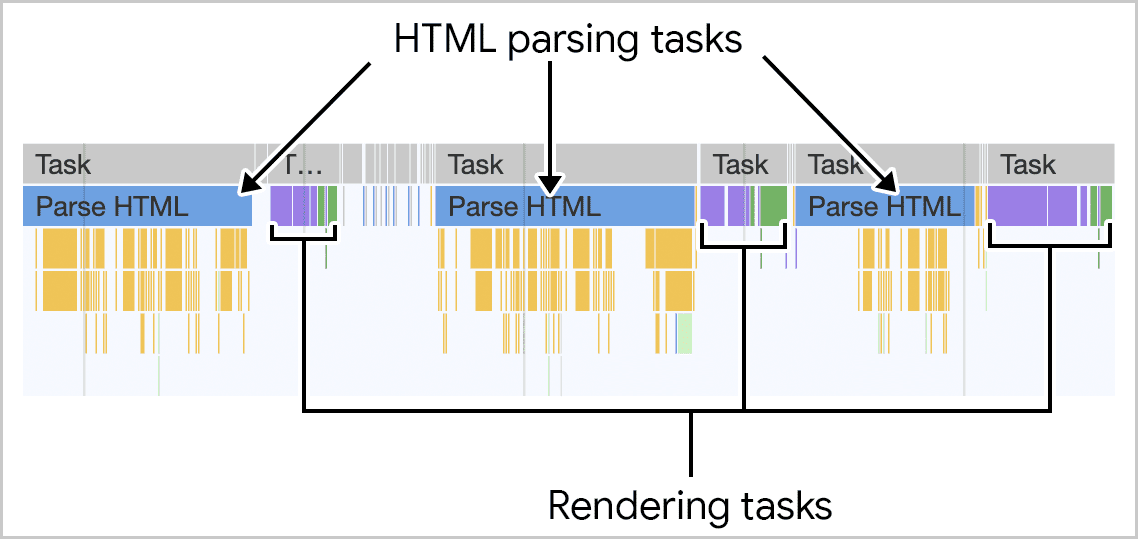 HTML parsing tasks
Task T... Task Task Task Task
Parse HTML Parse HTML Parse HTML
Rendering tasks